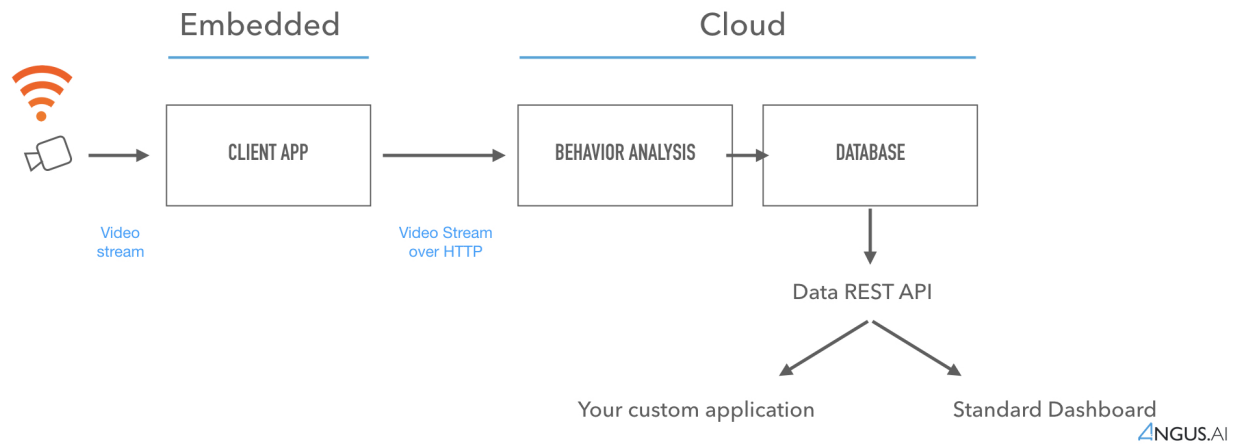 Embedded
Cloud
CLIENT APP
BEHAVIOR ANALYSIS
DATABASE
Video
stream
Video Stream
over HTTP
Data REST API
Your custom application
Standard Dashboard
ANGUS.AI